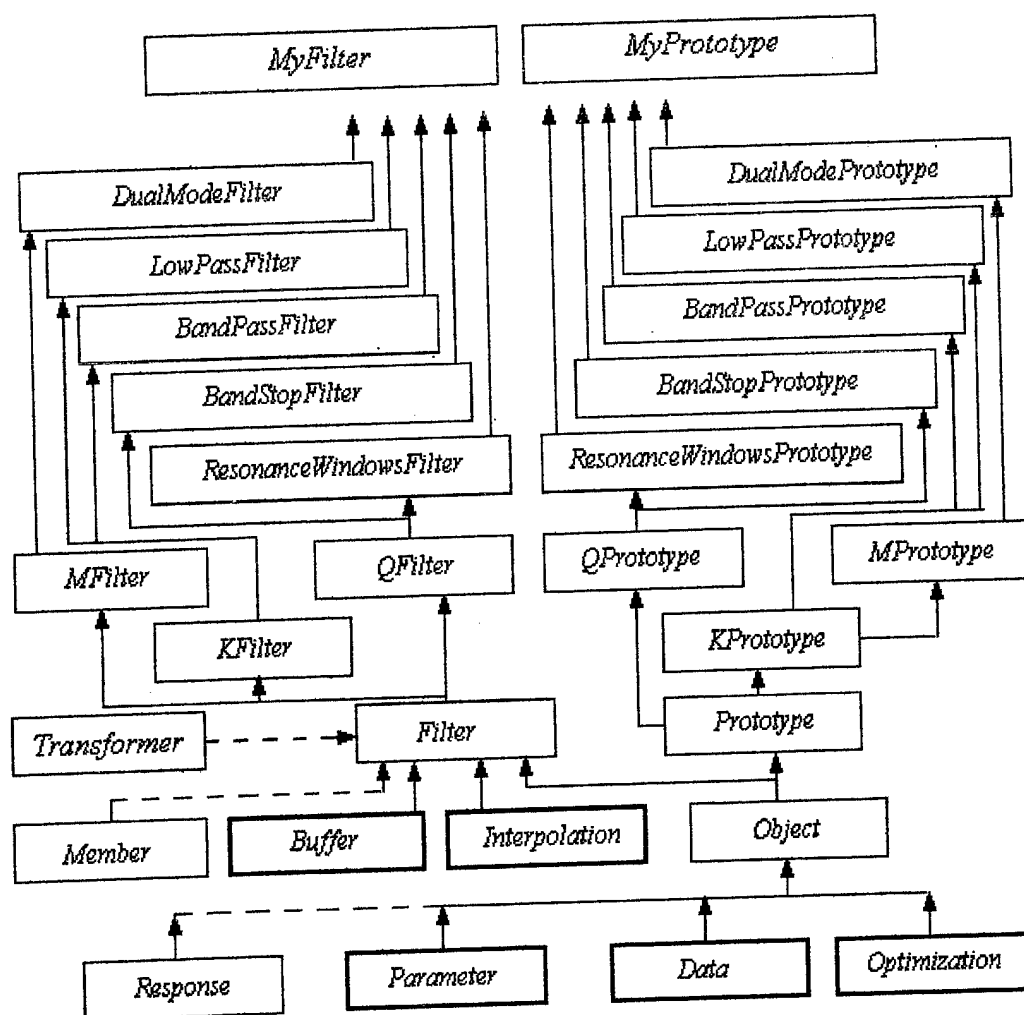 MyFilter
MyPrototype
DualModeFilter
DualModePrototype
LowPassFilter
LowPassPrototype
BandPassFilter
BandPassPrototype
BandStopFilter
BandStopPrototype
ResonanceWindowsFilter
ResonanceWindowsPrototype
MFilter
QFilter
QPrototype
MPrototype
KFilter
KPrototype
Transformer
Filter
Prototype
Member
Buffer
Interpolation
Object
Response
Parameter
Data
Optimization